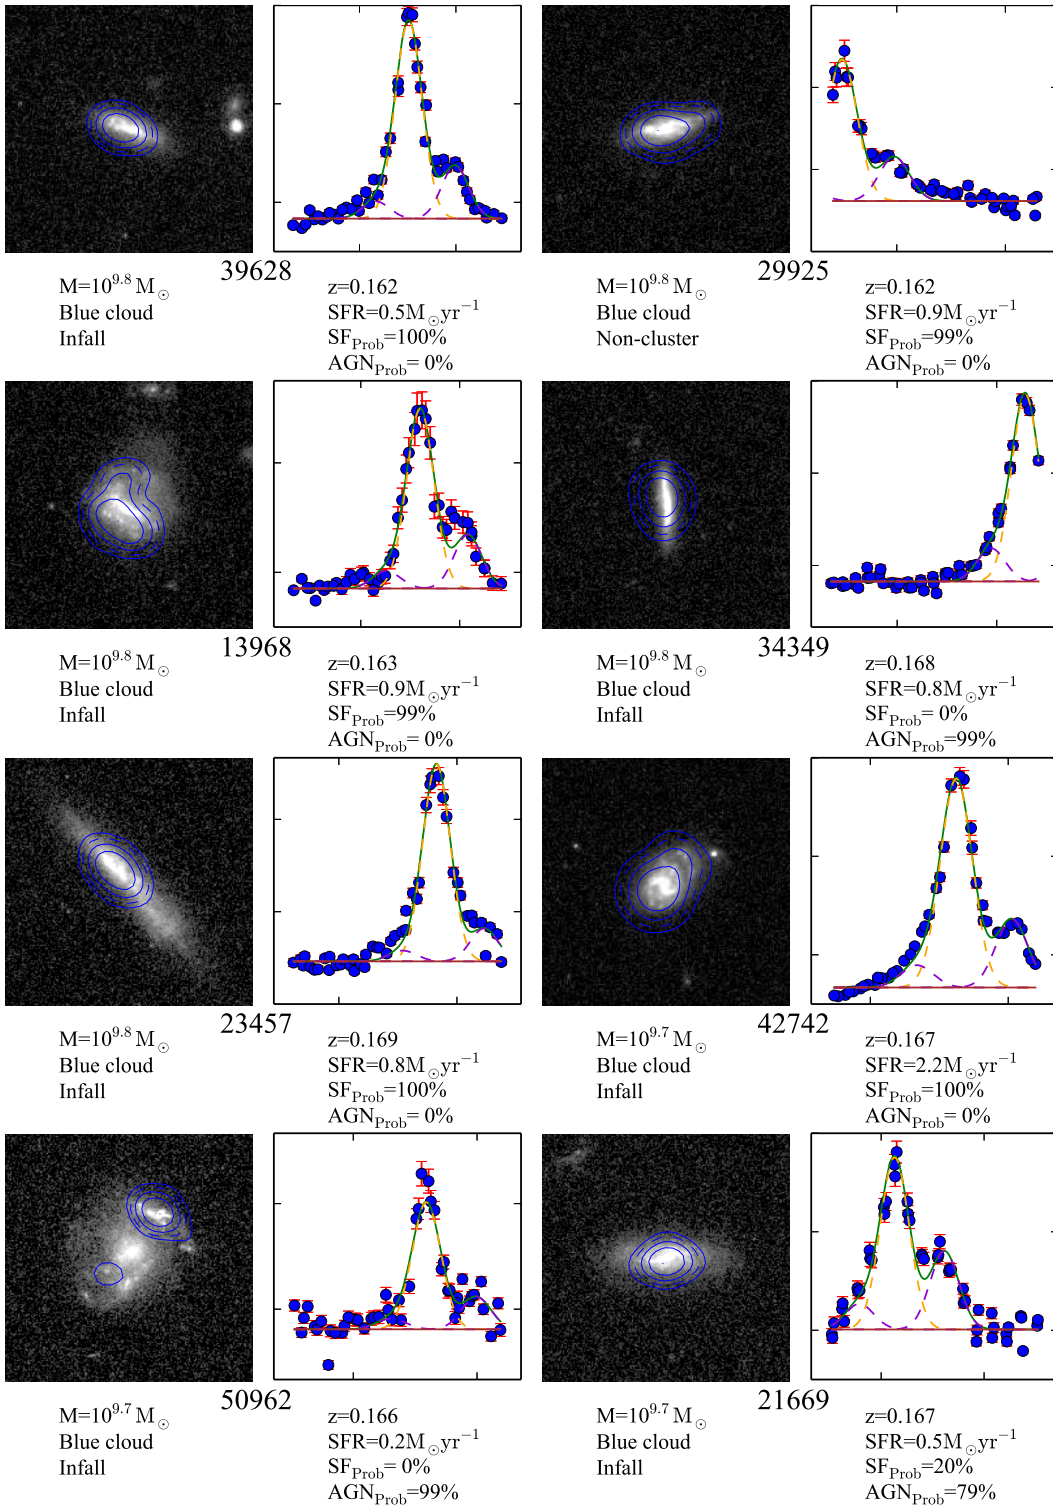 39628
M=10^9.8 M⊙
Blue cloud
Infall
z=0.162
SFR=0.5M⊙yr^−1
SF_Prob=100%
AGN_Prob= 0%
29925
M=10^9.8 M⊙
Blue cloud
Non-cluster
z=0.162
SFR=0.9M⊙yr^−1
SF_Prob=99%
AGN_Prob= 0%
13968
M=10^9.8 M⊙
Blue cloud
Infall
z=0.163
SFR=0.9M⊙yr^−1
SF_Prob=99%
AGN_Prob= 0%
34349
M=10^9.8 M⊙
Blue cloud
Infall
z=0.168
SFR=0.8M⊙yr^−1
SF_Prob= 0%
AGN_Prob=99%
23457
M=10^9.8 M⊙
Blue cloud
Infall
z=0.169
SFR=0.8M⊙yr^−1
SF_Prob=100%
AGN_Prob= 0%
42742
M=10^9.7 M⊙
Blue cloud
Infall
z=0.167
SFR=2.2M⊙yr^−1
SF_Prob=100%
AGN_Prob= 0%
50962
M=10^9.7 M⊙
Blue cloud
Infall
z=0.166
SFR=0.2M⊙yr^−1
SF_Prob= 0%
AGN_Prob=99%
21669
M=10^9.7 M⊙
Blue cloud
Infall
z=0.167
SFR=0.5M⊙yr^−1
SF_Prob=20%
AGN_Prob=79%